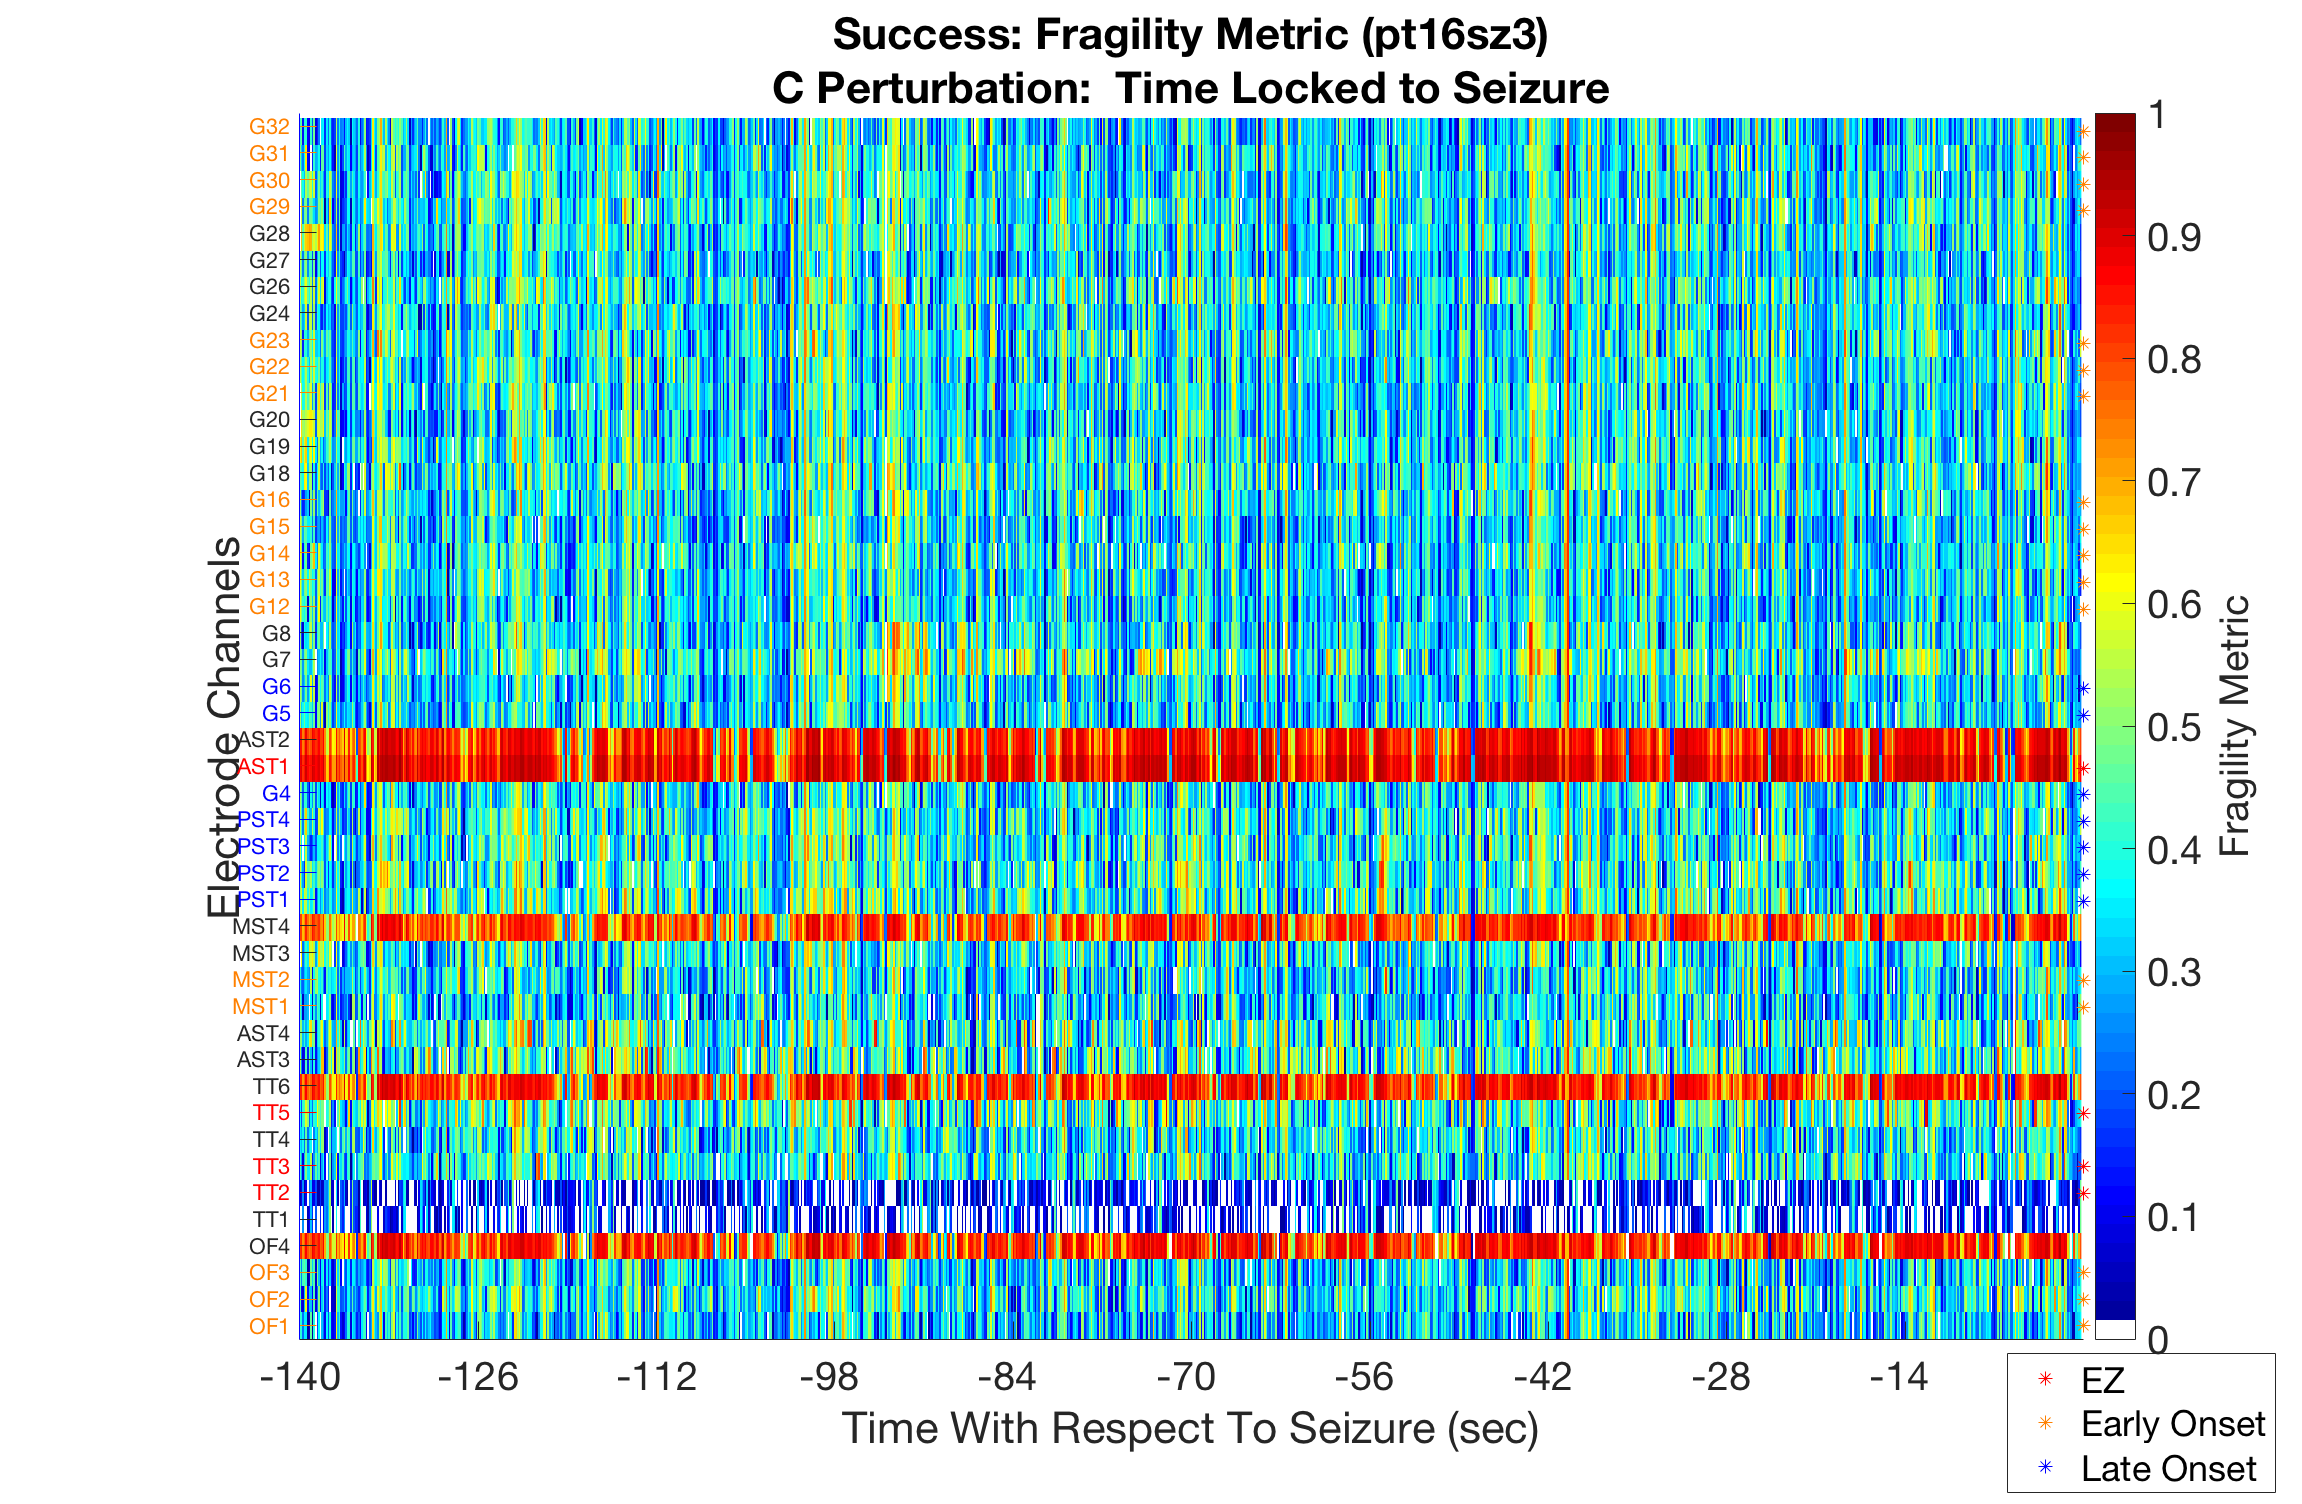 Success: Fragility Metric (pt16sz3)
C Perturbation:  Time Locked to Seizure
Electrode Channels
G32
G31
G30
G29
G28
G27
G26
G24
G23
G22
G21
G20
G19
G18
G16
G15
G14
G13
G12
G8
G7
G6
G5
AST2
AST1
G4
PST4
PST3
PST2
PST1
MST4
MST3
MST2
MST1
AST4
AST3
TT6
TT5
TT4
TT3
TT2
TT1
OF4
OF3
OF2
OF1
-140 -126 -112 -98 -84 -70 -56 -42 -28 -14
Time With Respect To Seizure (sec)
1
0.9
0.8
0.7
0.6
0.5
0.4
0.3
0.2
0.1
0
Fragility Metric
EZ
Early Onset
Late Onset